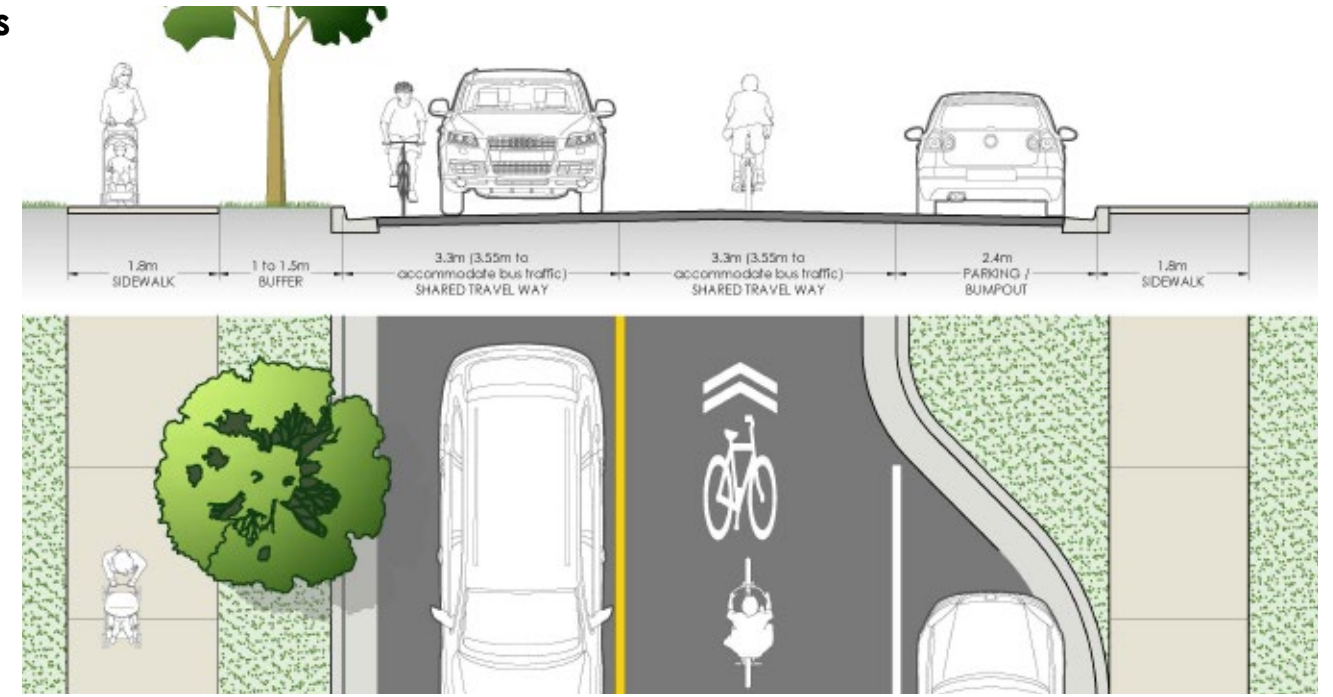 s
1.8m
SIDEWALK
1 to 1.5m
BUFFER
3.3m (3.55m to
accommodate bus traffic)
SHARED TRAVEL WAY
3.3m (3.55m to
accommodate bus traffic)
SHARED TRAVEL WAY
2.4m
PARKING /
BUMPOUT
1.8m
SIDEWALK